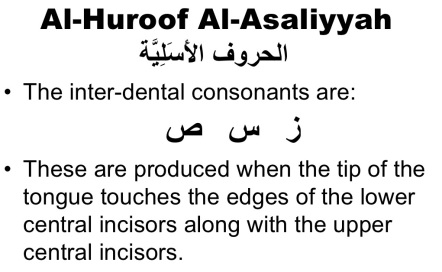 Al-Huroof Al-Asaliyyah
الحروف الأسَلِيَّة
• The inter-dental consonants are:
ز س ص
• These are produced when the tip of the
tongue touches the edges of the lower
central incisors along with the upper
central incisors.